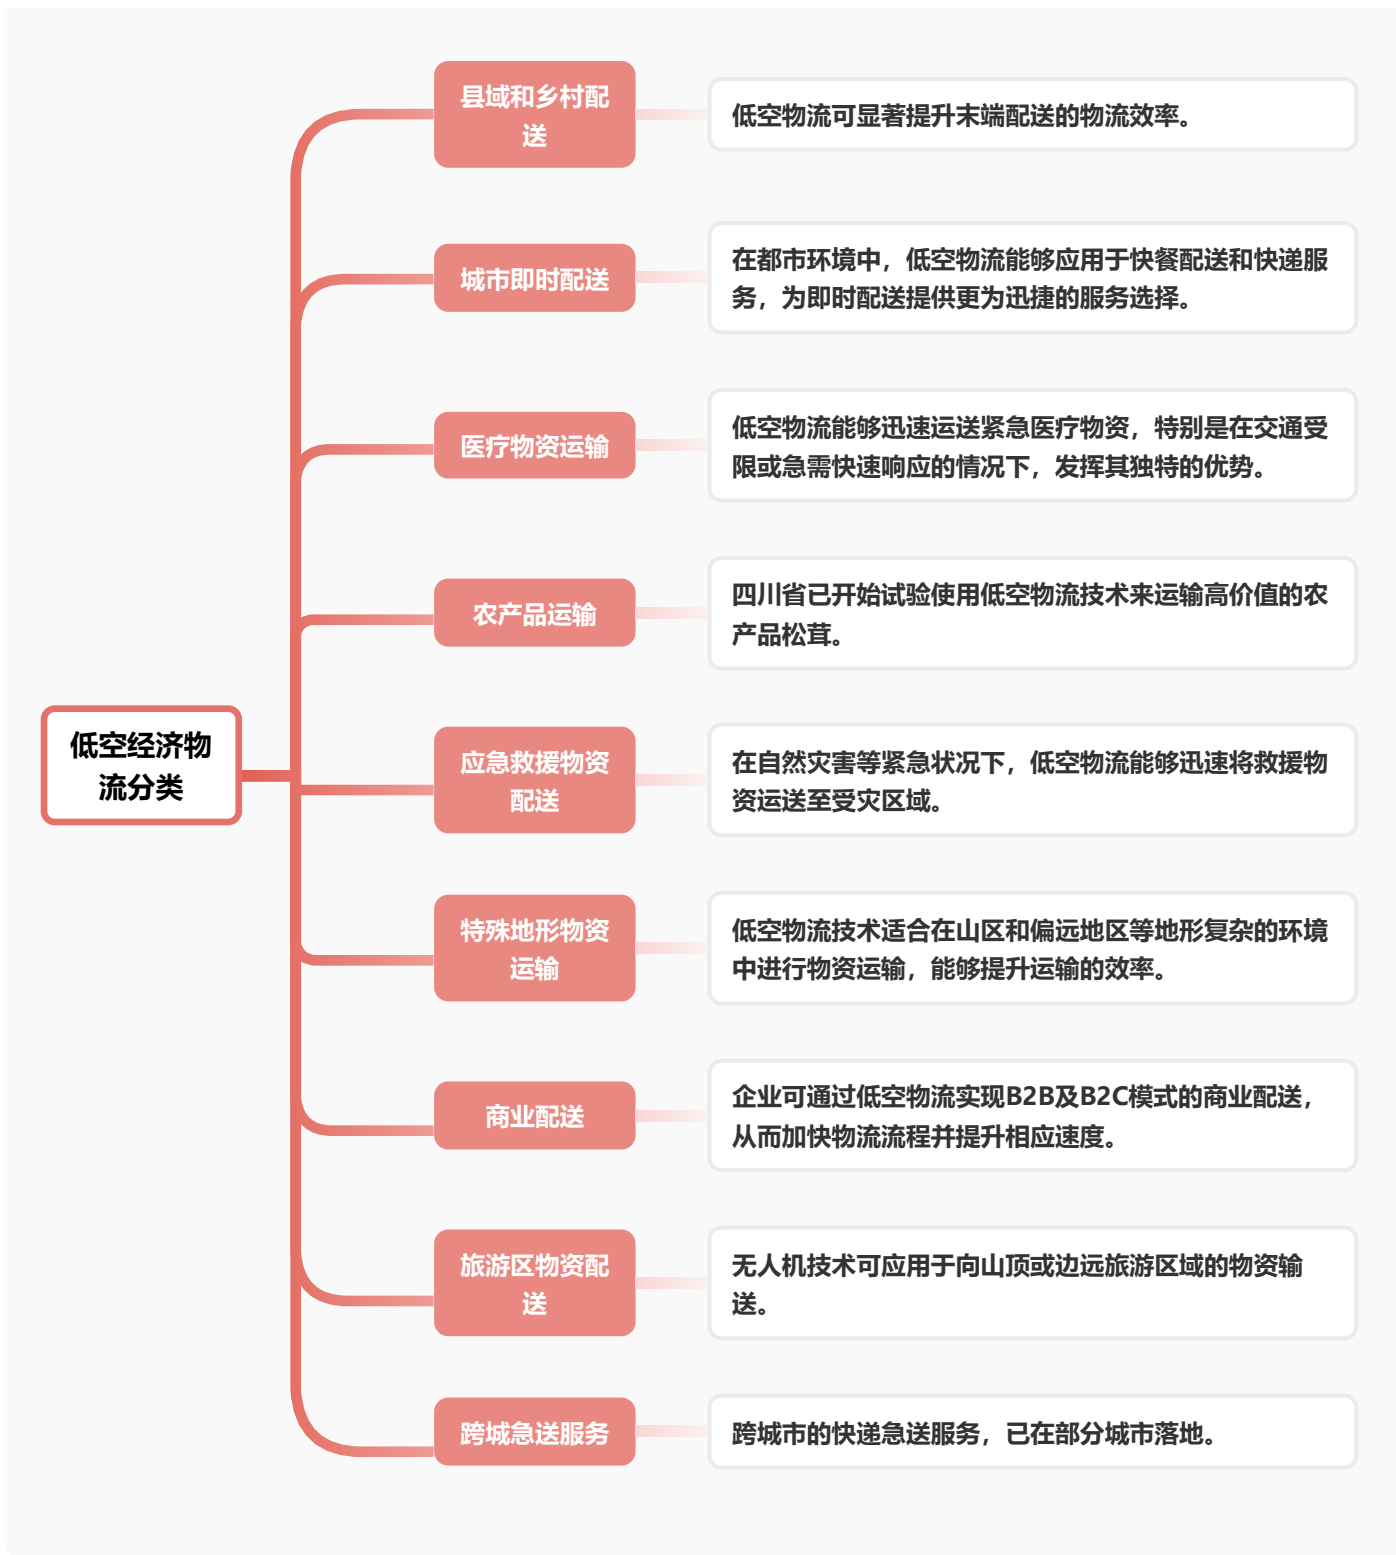 低空经济物
流分类
县域和乡村配
送
低空物流可显著提升末端配送的物流效率。
城市即时配送
在都市环境中，低空物流能够应用于快餐配送和快递服
务，为即时配送提供更为迅捷的服务选择。
医疗物资运输
低空物流能够迅速运送紧急医疗物资，特别是在交通受
限或急需快速响应的情况下，发挥其独特的优势。
农产品运输
四川省已开始试验使用低空物流技术来运输高价值的农
产品松茸。
应急救援物资
配送
在自然灾害等紧急状况下，低空物流能够迅速将救援物
资运送至受灾区域。
特殊地形物资
运输
低空物流技术适合在山区和偏远地区等地形复杂的环境
中进行物资运输，能够提升运输的效率。
商业配送
企业可通过低空物流实现B2B及B2C模式的商业配送，
从而加快物流流程并提升相应速度。
旅游区物资配
送
无人机技术可应用于向山顶或边远旅游区域的物资输
送。
跨城急送服务
跨城市的快递急送服务，已在部分城市落地。